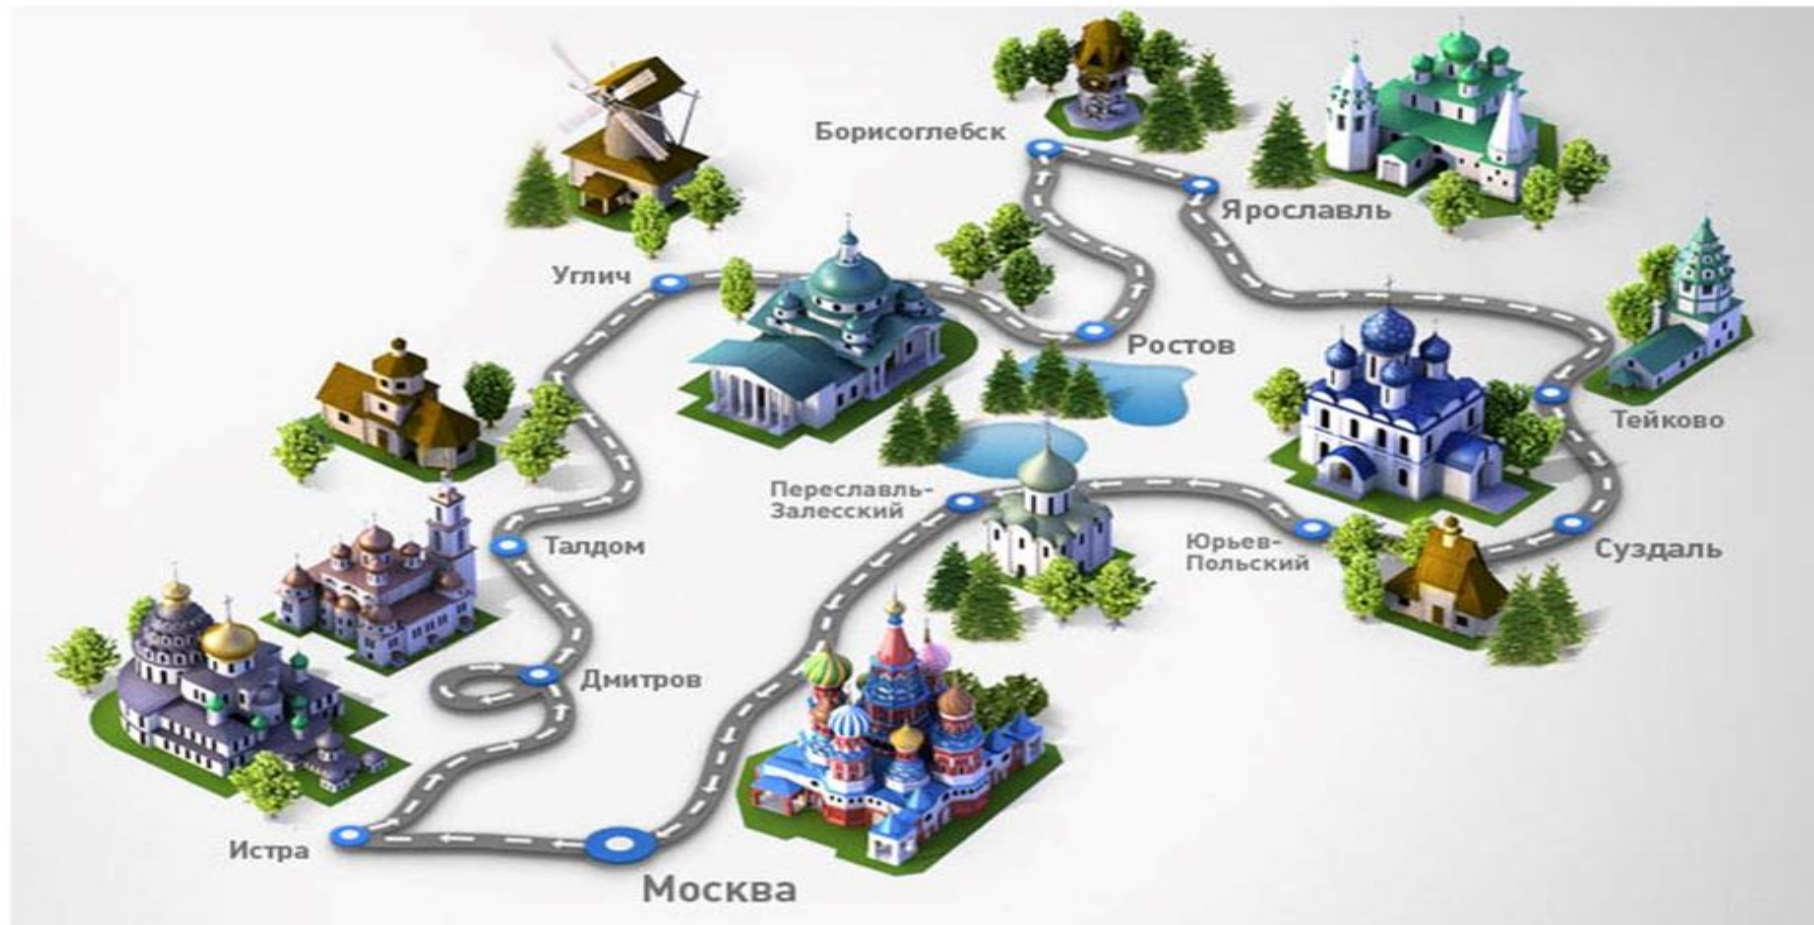 Борисоглебск
Ярославль
Углич
Ростов
Тейково
Переславль-
Залесский
Юрьев-
Польский
Суздаль
Талдом
Дмитров
Истра
Москва